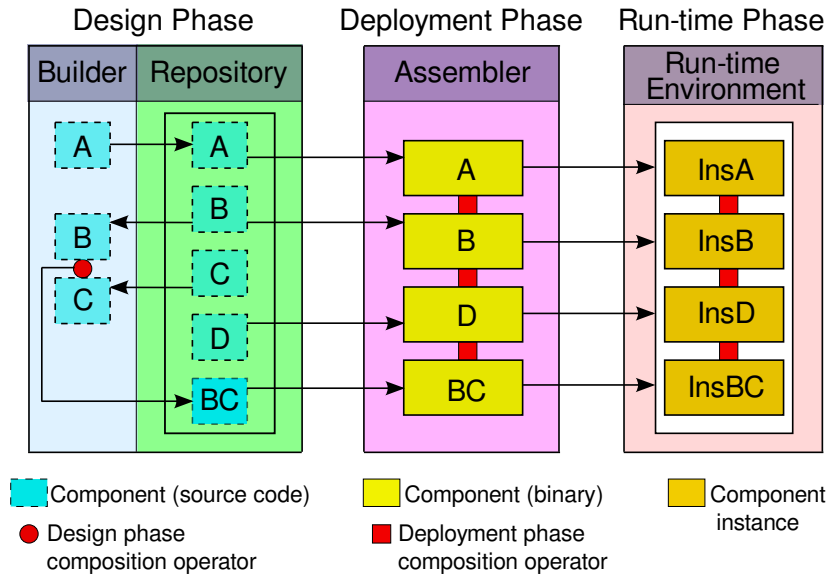 Design Phase
Deployment Phase
Run-time Phase
Builder
Repository
Assembler
Run-time
Environment
A
B
C
A
B
C
D
BC
A
B
D
BC
InsA
InsB
InsD
InsBC
Component (source code)
Component (binary)
Component
instance
Design phase
composition operator
Deployment phase
composition operator